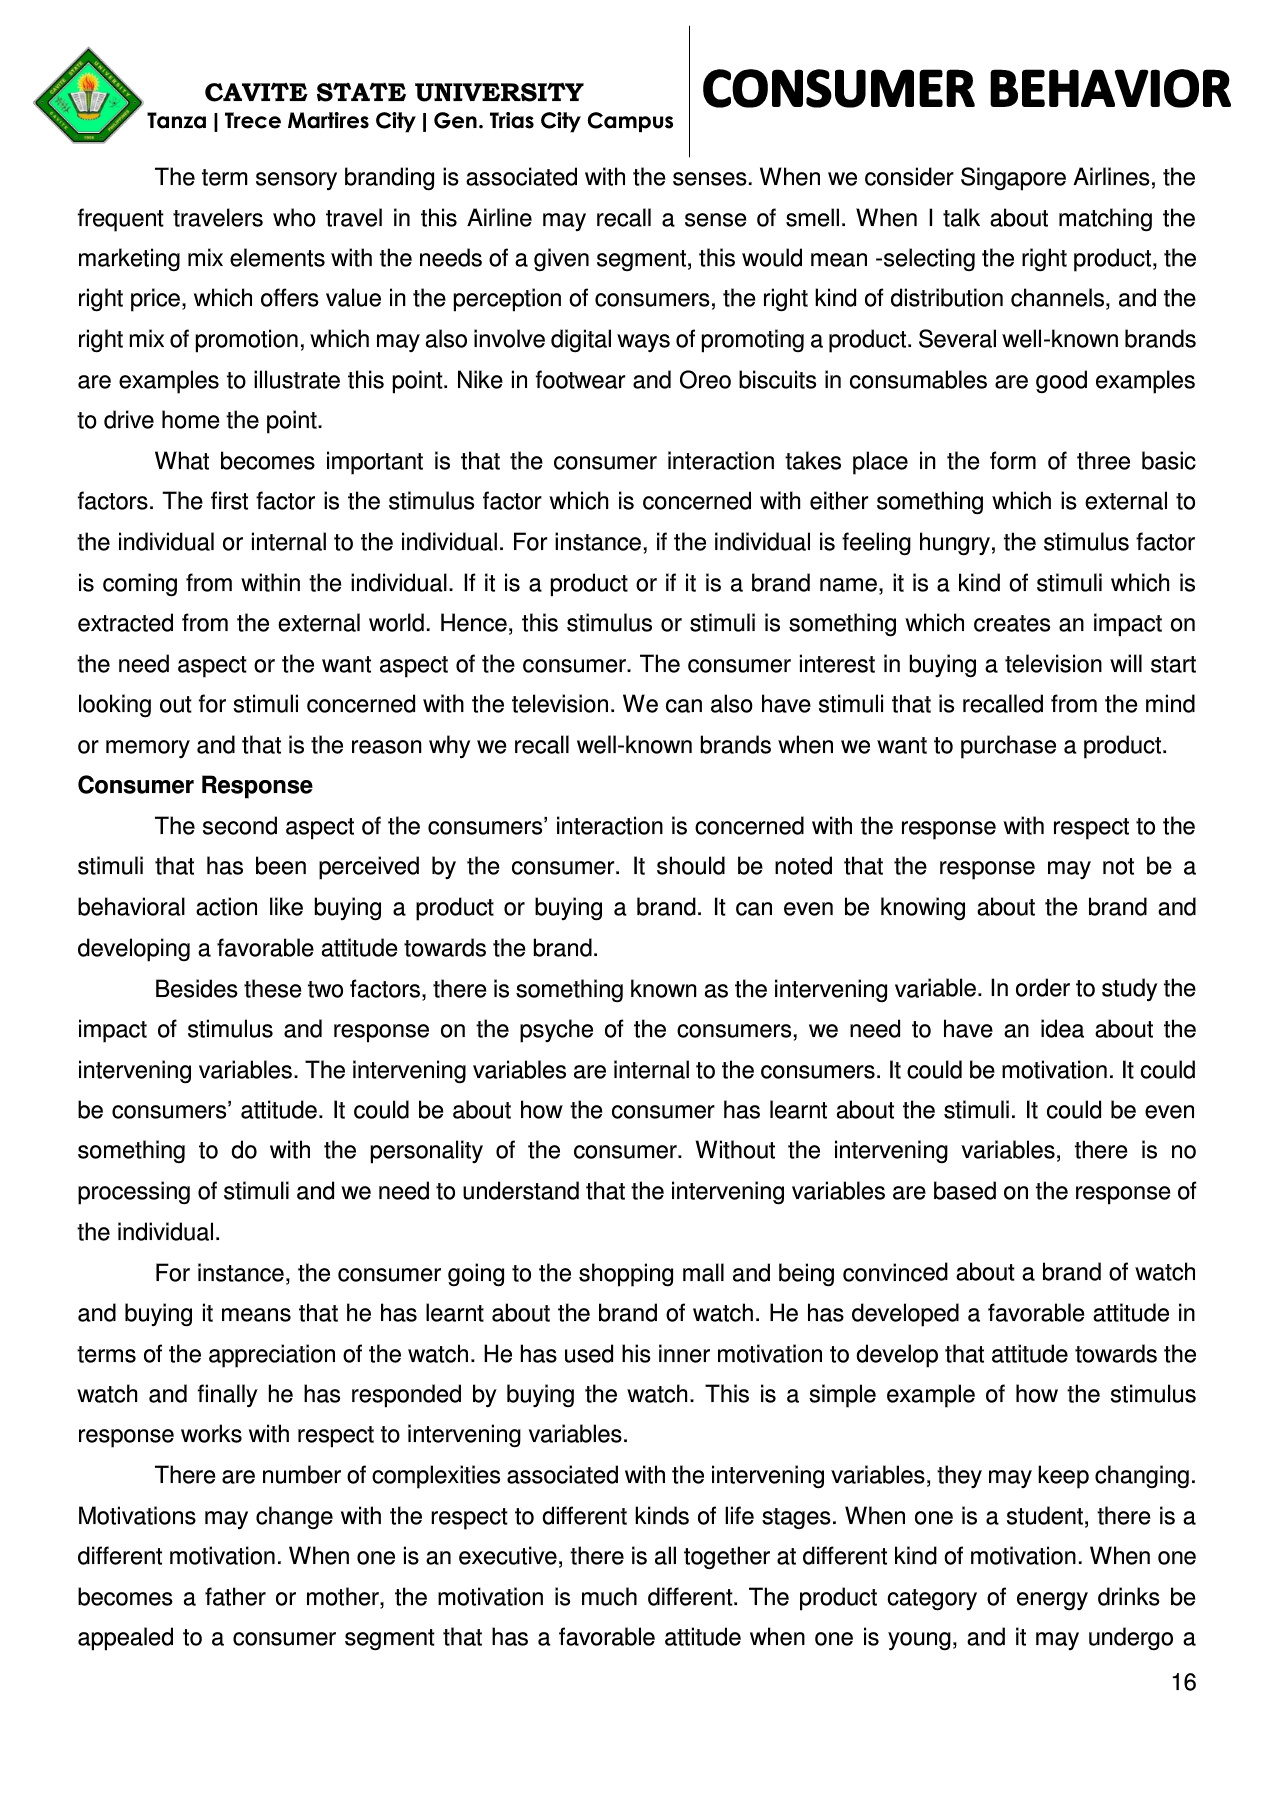 CAVITE STATE UNIVERSITY
Tanza | Trece Martires City | Gen. Trias City Campus
CONSUMER BEHAVIOR
The term sensory branding is associated with the senses. When we consider Singapore Airlines, the
frequent travelers who travel in this Airline may recall a sense of smell. When I talk about matching the
marketing mix elements with the needs of a given segment, this would mean -selecting the right product, the
right price, which offers value in the perception of consumers, the right kind of distribution channels, and the
right mix of promotion, which may also involve digital ways of promoting a product. Several well-known brands
are examples to illustrate this point. Nike in footwear and Oreo biscuits in consumables are good examples
to drive home the point.
What becomes important is that the consumer interaction takes place in the form of three basic
factors. The first factor is the stimulus factor which is concerned with either something which is external to
the individual or internal to the individual. For instance, if the individual is feeling hungry, the stimulus factor
is coming from within the individual. If it is a product or if it is a brand name, it is a kind of stimuli which is
extracted from the external world. Hence, this stimulus or stimuli is something which creates an impact on
the need aspect or the want aspect of the consumer. The consumer interest in buying a television will start
looking out for stimuli concerned with the television. We can also have stimuli that is recalled from the mind
or memory and that is the reason why we recall well-known brands when we want to purchase a product.
Consumer Response
The second aspect of the consumers’ interaction is concerned with the response with respect to the
stimuli that has been perceived by the consumer. It should be noted that the response may not be a
behavioral action like buying a product or buying a brand. It can even be knowing about the brand and
developing a favorable attitude towards the brand.
Besides these two factors, there is something known as the intervening variable. In order to study the
impact of stimulus and response on the psyche of the consumers, we need to have an idea about the
intervening variables. The intervening variables are internal to the consumers. It could be motivation. It could
be consumers’ attitude. It could be about how the consumer has learnt about the stimuli. It could be even
something to do with the personality of the consumer. Without the intervening variables, there is no
processing of stimuli and we need to understand that the intervening variables are based on the response of
the individual.
For instance, the consumer going to the shopping mall and being convinced about a brand of watch
and buying it means that he has learnt about the brand of watch. He has developed a favorable attitude in
terms of the appreciation of the watch. He has used his inner motivation to develop that attitude towards the
watch and finally he has responded by buying the watch. This is a simple example of how the stimulus
response works with respect to intervening variables.
There are number of complexities associated with the intervening variables, they may keep changing.
Motivations may change with the respect to different kinds of life stages. When one is a student, there is a
different motivation. When one is an executive, there is all together at different kind of motivation. When one
becomes a father or mother, the motivation is much different. The product category of energy drinks be
appealed to a consumer segment that has a favorable attitude when one is young, and it may undergo a
16